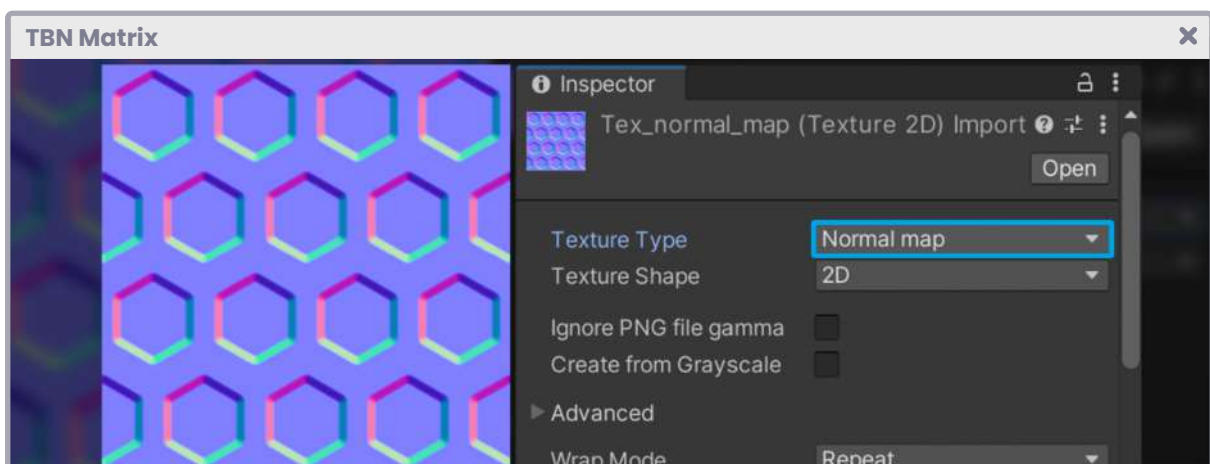 TBN Matrix
Inspector
Tex_normal_map (Texture 2D) Import
Open
Texture Type Normal map
Texture Shape 2D
Ignore PNG file gamma
Create from Grayscale
Advanced
Wrap Mode Repeat